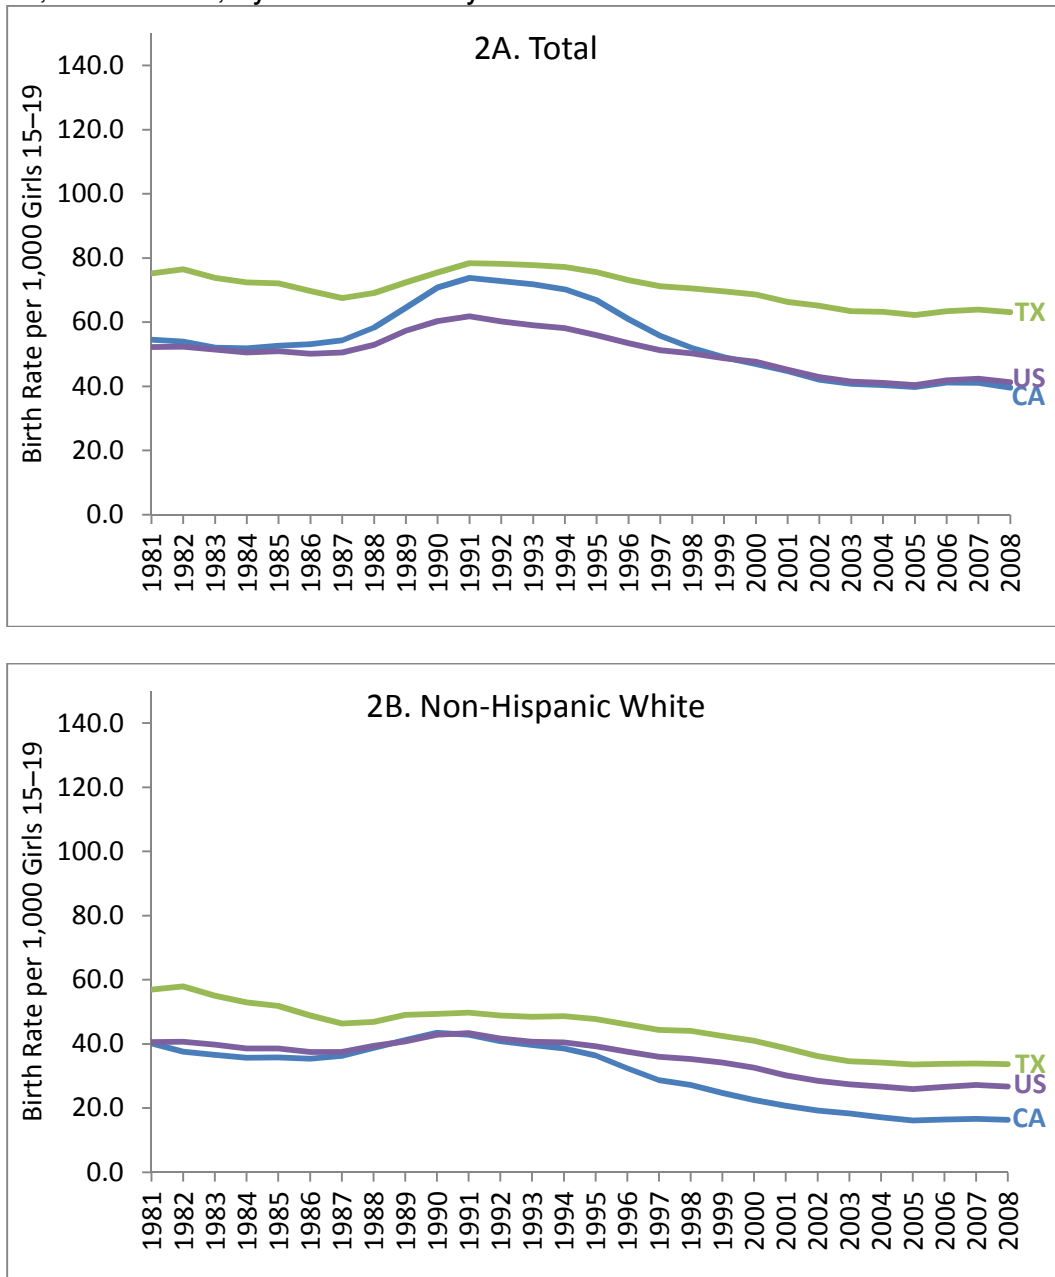 2A. Total
Birth Rate per 1,000 Girls 15–19
140.0
120.0
100.0
80.0
60.0
40.0
20.0
0.0
TX
US
CA
1981 1982 1983 1984 1985 1986 1987 1988 1989 1990 1991 1992 1993 1994 1995 1996 1997 1998 1999 2000 2001 2002 2003 2004 2005 2006 2007 2008
2B. Non-Hispanic White
Birth Rate per 1,000 Girls 15–19
140.0
120.0
100.0
80.0
60.0
40.0
20.0
0.0
TX
US
CA
1981 1982 1983 1984 1985 1986 1987 1988 1989 1990 1991 1992 1993 1994 1995 1996 1997 1998 1999 2000 2001 2002 2003 2004 2005 2006 2007 2008